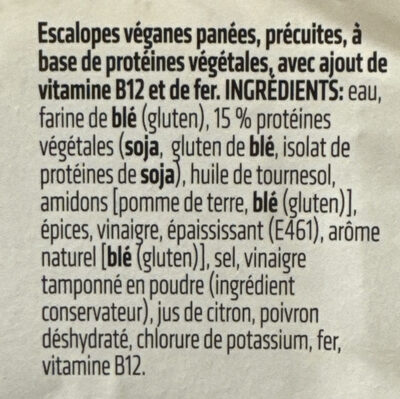 Escalopes véganes panées, précuites, à
base de protéines végétales, avec ajout de
vitamine B12 et de fer. INGRÉDIENTS: eau,
farine de blé (gluten), 15 % protéines
végétales (soja, gluten de blé, isolat de
protéines de soja), huile de tournesol,
amidons [pomme de terre, blé (gluten)],
épices, vinaigre, épaississant (E461), arôme
naturel [blé (gluten)], sel, vinaigre
tamponné en poudre (ingrédient
conservateur), jus de citron, poivron
déshydraté, chlorure de potassium, fer,
vitamine B12.